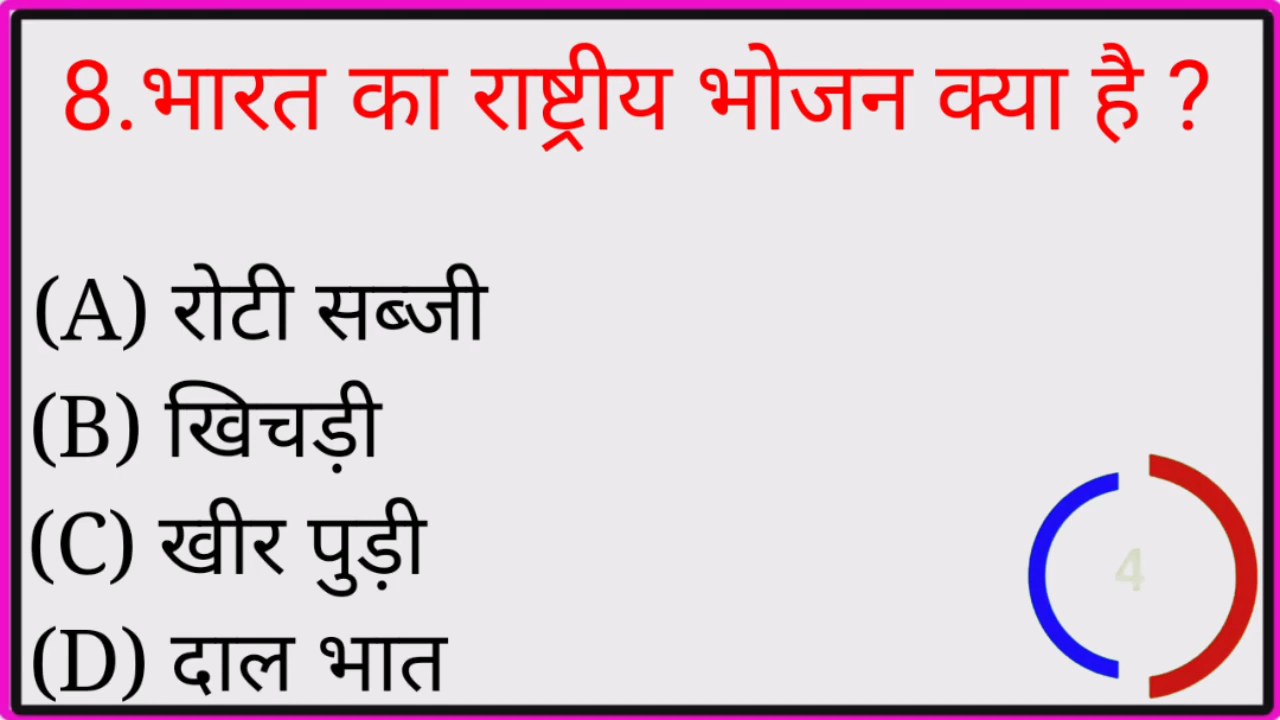 8.भारत का राष्ट्रीय भोजन क्या है ?
(A) रोटी सब्जी
(B) खिचड़ी
(C) खीर पुड़ी
(D) दाल भात
4